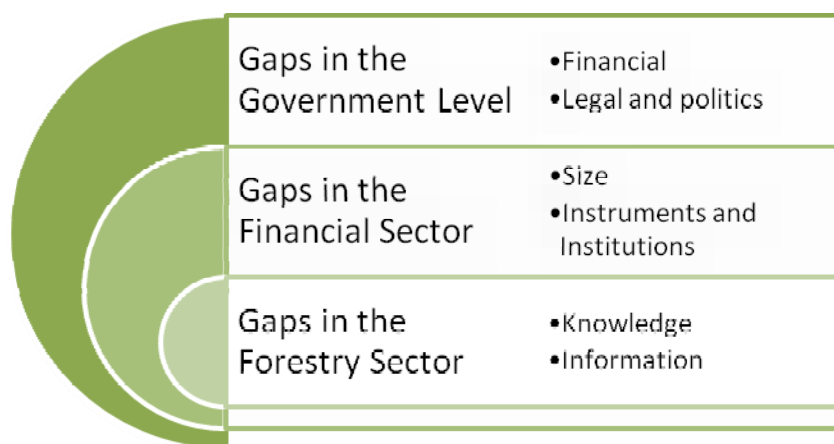 Gaps in the
Government Level
•Financial
•Legal and politics
Gaps in the
Financial Sector
•Size
•Instruments and
Institutions
Gaps in the
Forestry Sector
•Knowledge
•Information